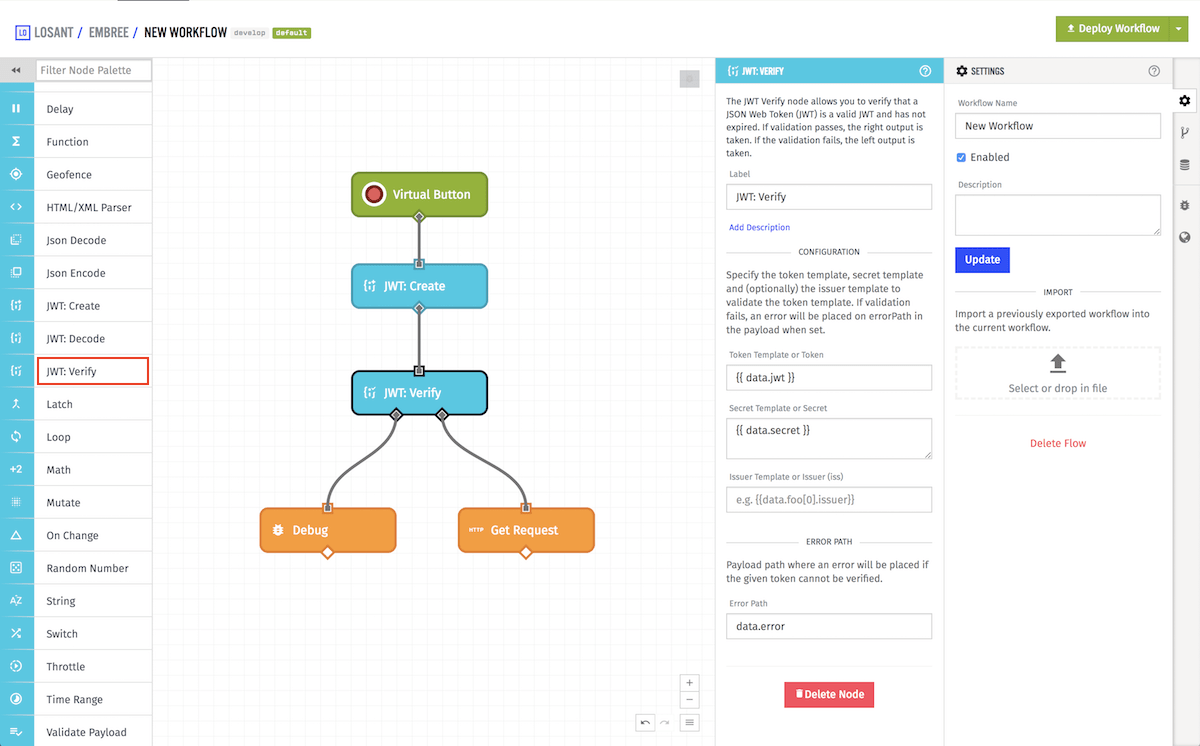 LO LOSANT / EMBREE / NEW WORKFLOW develop default
Deploy Workflow
Filter Node Palette
Delay
Function
Geofence
HTML/XML Parser
Json Decode
Json Encode
JWT: Create
JWT: Decode
JWT: Verify
Latch
Loop
+2 Math
Mutate
On Change
Random Number
AZ String
Switch
Throttle
Time Range
Validate Payload
Virtual Button
JWT: Create
JWT: Verify
Debug
HTTP Get Request
JWT: VERIFY
The JWT Verify node allows you to verify that a
JSON Web Token (JWT) is a valid JWT and has not
expired. If validation passes, the right output is
taken. If the validation fails, the left output is
taken.
Label
JWT: Verify
Add Description
CONFIGURATION
Specify the token template, secret template
and (optionally) the issuer template to
validate the token template. If validation
fails, an error will be placed on errorPath in
the payload when set.
Token Template or Token
{{ data.jwt }}
Secret Template or Secret
{{ data.secret }}
Issuer Template or Issuer (iss)
e.g. {{data.foo[0].issuer}}
ERROR PATH
Payload path where an error will be placed if
the given token cannot be verified.
Error Path
data.error
Delete Node
SETTINGS
Workflow Name
New Workflow
Enabled
Description
Update
IMPORT
Import a previously exported workflow into
the current workflow.
Select or drop in file
Delete Flow